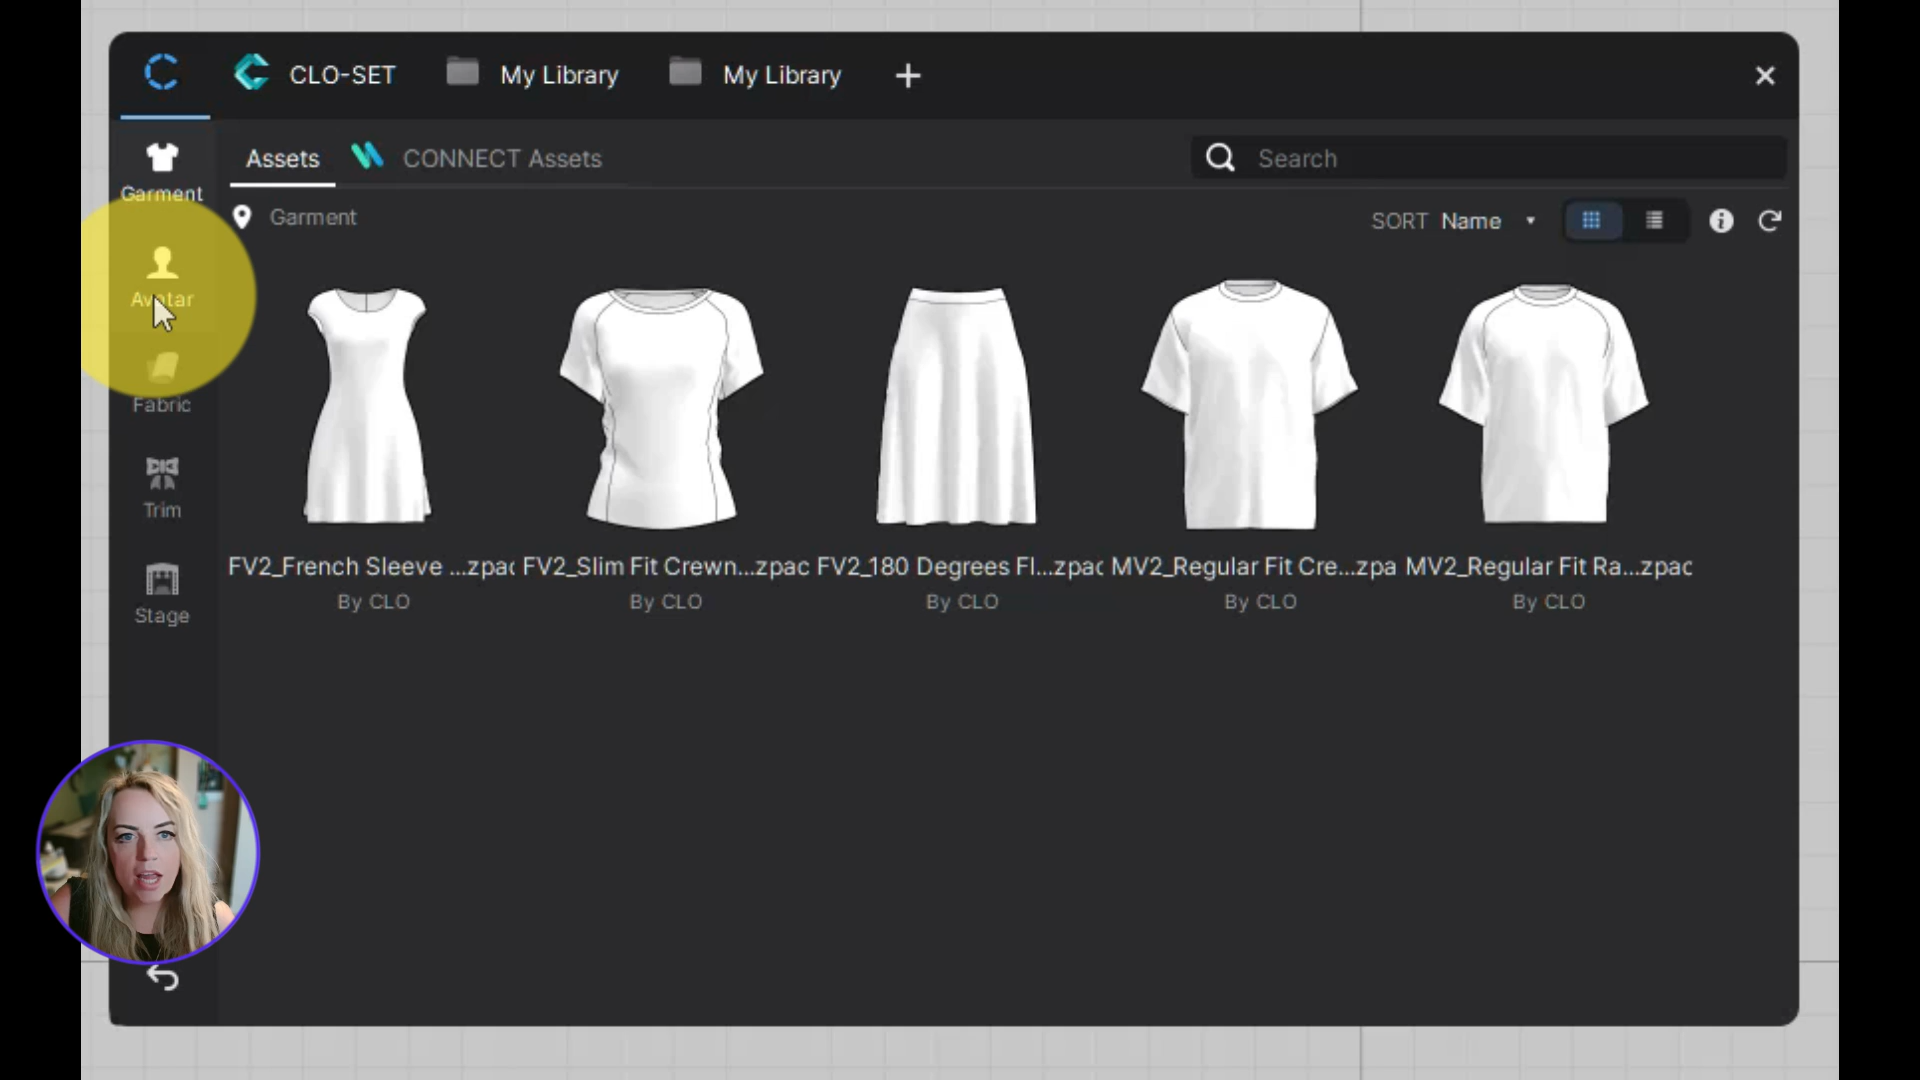 CLO-SET
My Library
My Library
Garment
Assets
CONNECT Assets
Search
Garment
SORT Name
Avatar
Fabric
Trim
Stage
FV2_French Sleeve ...zpac
FV2_Slim Fit Crewn...zpac
FV2_180 Degrees Fl...zpac
MV2_Regular Fit Cre...zpa
MV2_Regular Fit Ra...zpac
By CLO
By CLO
By CLO
By CLO
By CLO